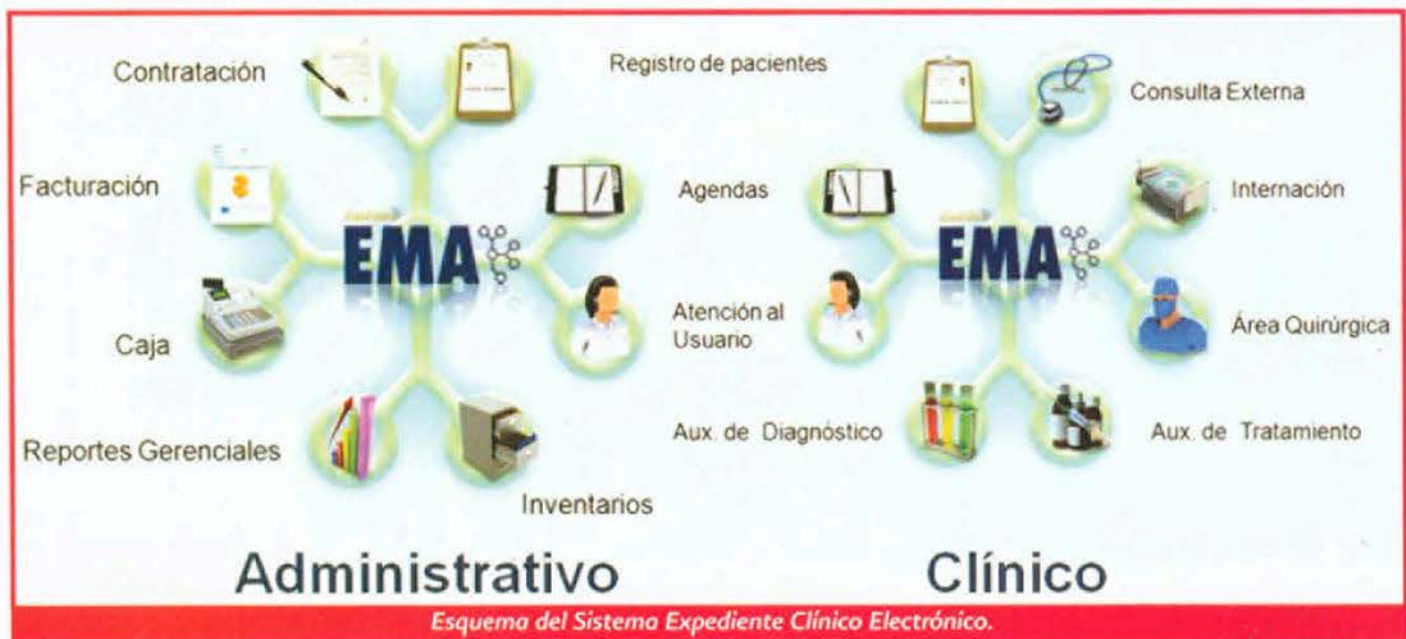 Contratación
Registro de pacientes
Consulta Externa
Facturación
Agendas
Internación
EMA
EMA
Caja
Atención al
Usuario
Área Quirúrgica
Reportes Gerenciales
Aux. de Diagnóstico
Aux. de Tratamiento
Inventarios
Administrativo
Clínico
Esquema del Sistema Expediente Clínico Electrónico.